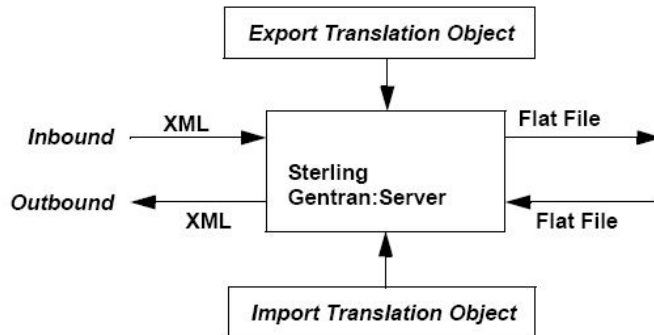 Export Translation Object
Inbound
XML
Flat File
Sterling
Gentran:Server
Outbound
XML
Flat File
Import Translation Object